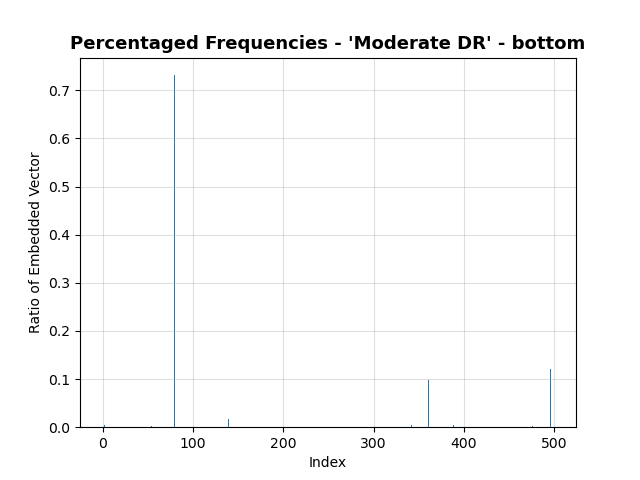 Percentaged Frequencies - 'Moderate DR' - bottom
Ratio of Embedded Vector
0.7
0.6
0.5
0.4
0.3
0.2
0.1
0.0
0 100 200 300 400 500
Index